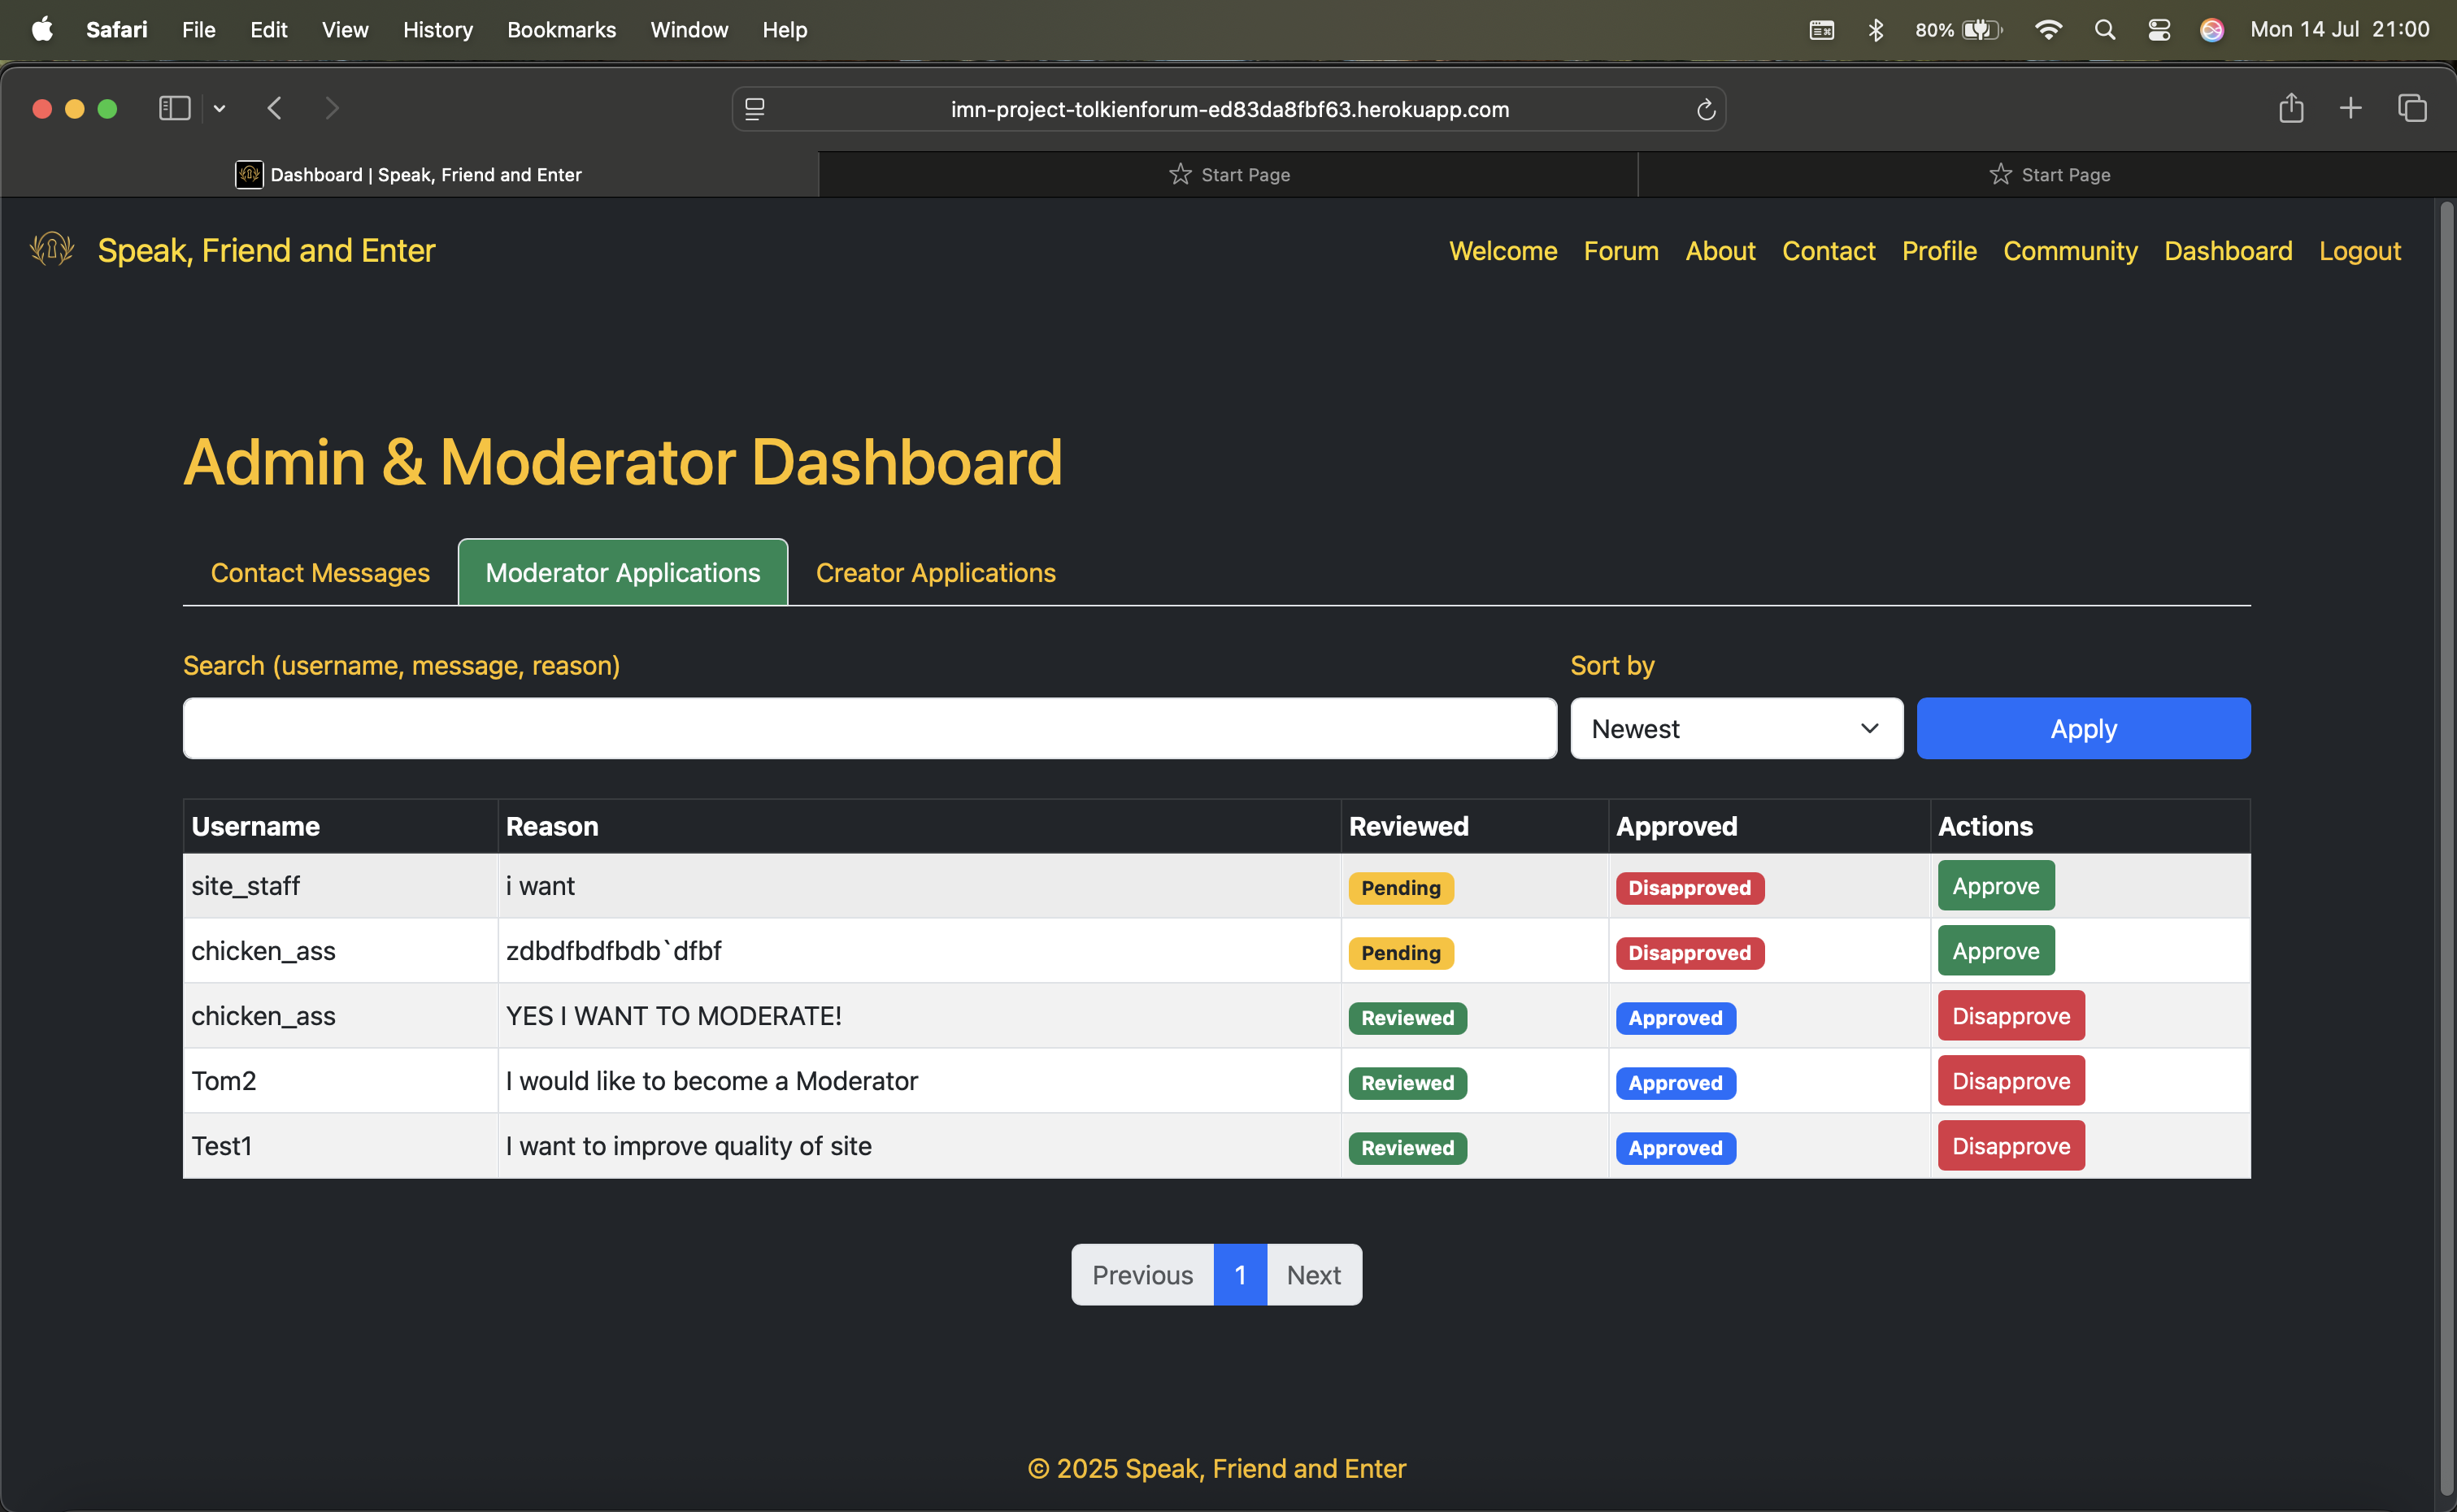 Safari File Edit View History Bookmarks Window Help 80% Mon 14 Jul 21:00
imn-project-tolkienforum-ed83da8fbf63.herokuapp.com
Dashboard | Speak, Friend and Enter Start Page Start Page
Speak, Friend and Enter Welcome Forum About Contact Profile Community Dashboard Logout
Admin & Moderator Dashboard
Contact Messages Moderator Applications Creator Applications
Search (username, message, reason) Sort by
Newest Apply
Username Reason Reviewed Approved Actions
site_staff i want Pending Disapproved Approve
chicken_ass zdbdfbdfbdb`dfbf Pending Disapproved Approve
chicken_ass YES I WANT TO MODERATE! Reviewed Approved Disapprove
Tom2 I would like to become a Moderator Reviewed Approved Disapprove
Test1 I want to improve quality of site Reviewed Approved Disapprove
Previous 1 Next
© 2025 Speak, Friend and Enter